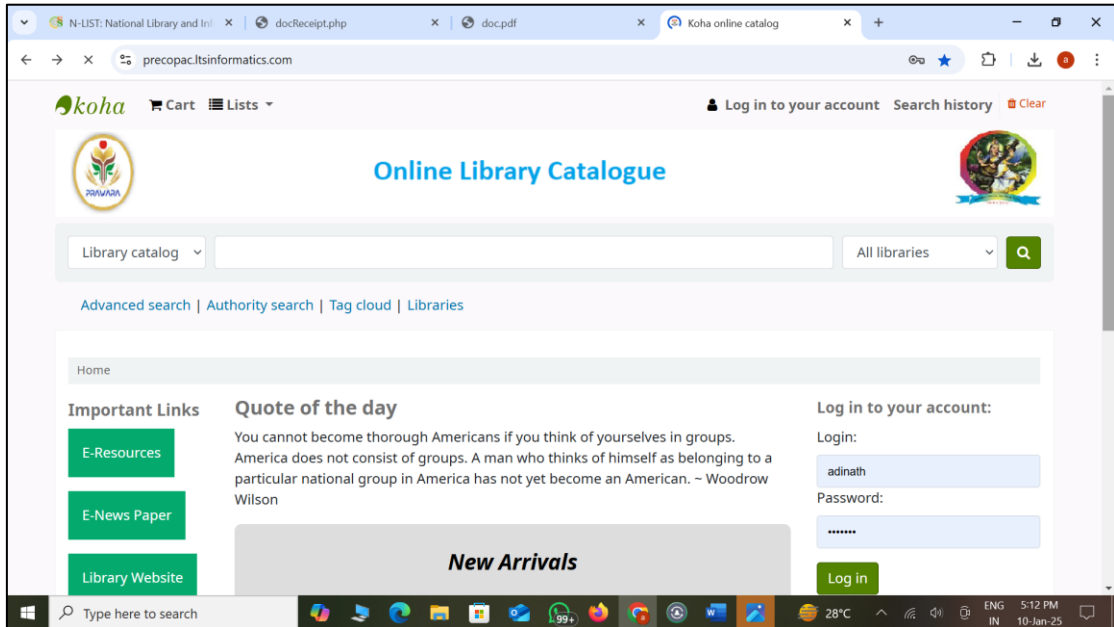 N-LIST: National Library and Inf
docReceipt.php
doc.pdf
Koha online catalog
precopac.ltsinformatics.com
a
koha
Cart
Lists
Log in to your account
Search history
Clear
PRAVARA
Online Library Catalogue
Library catalog
All libraries
Advanced search | Authority search | Tag cloud | Libraries
Home
Important Links
E-Resources
E-News Paper
Library Website
Quote of the day
You cannot become thorough Americans if you think of yourselves in groups.
America does not consist of groups. A man who thinks of himself as belonging to a
particular national group in America has not yet become an American. ~ Woodrow
Wilson
New Arrivals
Log in to your account:
Login:
adinath
Password:
•••••••
Log in
Type here to search
99+
28°C
ENG
IN
5:12 PM
10-Jan-25